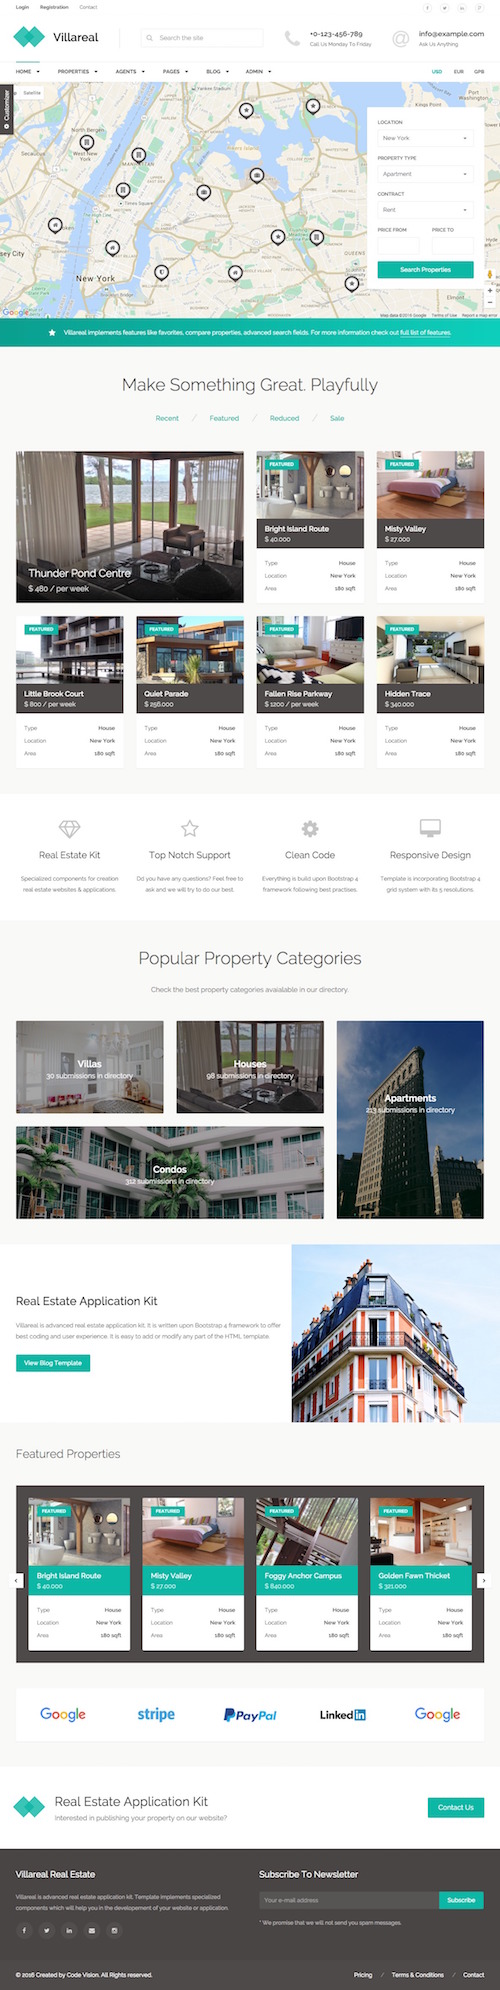 Login Registration Contact
Villareal
Search the site
+0-123-456-789
Call Us Monday To Friday
info@example.com
Ask Us Anything
HOME PROPERTIES AGENTS PAGES BLOG ADMIN
USD EUR GPB
Customizer
Satellite
North Bergen
West New York
Secaucus
MANHATTAN
Times Square
New York
QUEENS
Port Washington
Kings Point
Elmont
Google
Map data ©2016 Google Terms of Use Report a map error
LOCATION
New York
PROPERTY TYPE
Apartment
CONTRACT
Rent
PRICE FROM PRICE TO
Search Properties
Villareal implements features like favorites, compare properties, advanced search fields. For more information check out full list of features.
Make Something Great. Playfully
Recent / Featured / Reduced / Sale
Thunder Pond Centre
$ 480 / per week
FEATURED
Bright Island Route
$ 40.000
Type House
Location New York
Area 180 sqft
FEATURED
Misty Valley
$ 27.000
Type House
Location New York
Area 180 sqft
FEATURED
Little Brook Court
$ 800 / per week
Type House
Location New York
Area 180 sqft
FEATURED
Quiet Parade
$ 256.000
Type House
Location New York
Area 180 sqft
FEATURED
Fallen Rise Parkway
$ 1200 / per week
Type House
Location New York
Area 180 sqft
FEATURED
Hidden Trace
$ 340.000
Type House
Location New York
Area 180 sqft
Real Estate Kit
Specialized components for creation
real estate websites & applications.
Top Notch Support
Do you have any questions? Feel free to
ask and we will try to do our best.
Clean Code
Everything is build upon Bootstrap 4
framework following best practises.
Responsive Design
Template is incorporating Bootstrap 4
grid system with its 5 resolutions.
Popular Property Categories
Check the best property categories avaialable in our directory.
Villas
30 submissions in directory
Houses
98 submissions in directory
Apartments
213 submissions in directory
Condos
312 submissions in directory
Real Estate Application Kit
Villareal is advanced real estate application kit. It is written upon Bootstrap 4 framework to offer
best coding and user experience. It is easy to add or modify any part of the HTML template.
View Blog Template
Featured Properties
FEATURED
Bright Island Route
$ 40.000
Type House
Location New York
Area 180 sqft
FEATURED
Misty Valley
$ 27.000
Type House
Location New York
Area 180 sqft
FEATURED
Foggy Anchor Campus
$ 840.000
Type House
Location New York
Area 180 sqft
FEATURED
Golden Fawn Thicket
$ 321.000
Type House
Location New York
Area 180 sqft
Google stripe PayPal LinkedIn Google
Real Estate Application Kit
Interested in publishing your property on our website?
Contact Us
Villareal Real Estate
Villareal is advanced real estate application kit. Template implements specialized
components which will help you in the developement of your website or application.
Subscribe To Newsletter
Your e-mail address
Subscribe
* We promise that we will not send you spam messages.
© 2016 Created by Code Vision. All Rights reserved.
Pricing / Terms & Conditions / Contact